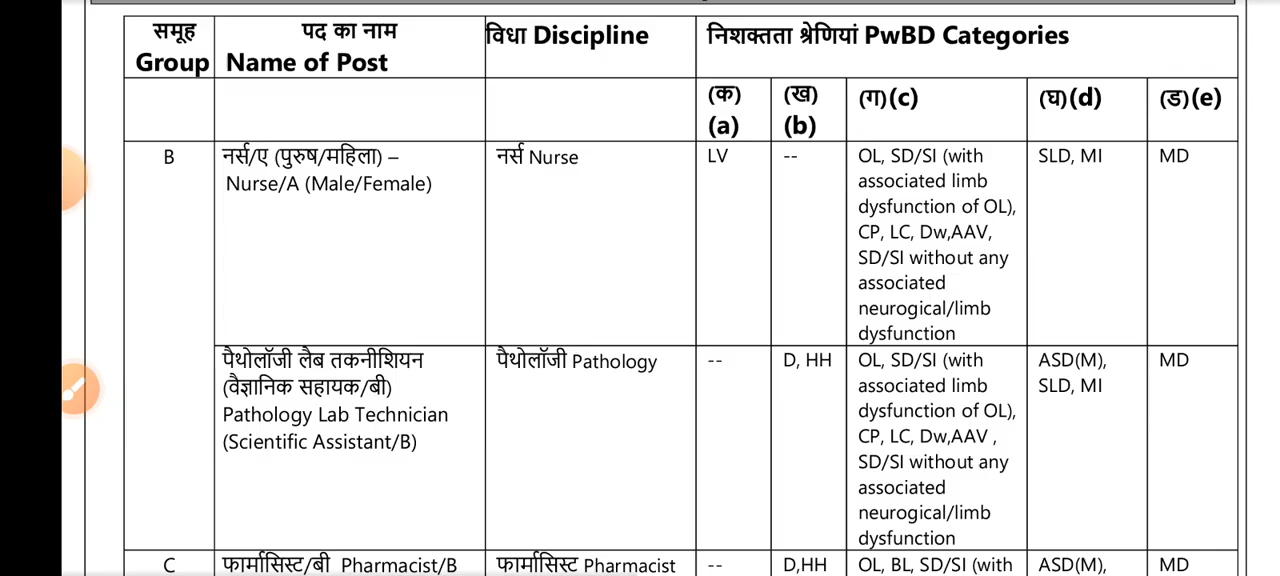 समूह
Group
पद का नाम
Name of Post
विधा Discipline
निशक्तता श्रेणियां PwBD Categories
(क)
(a)
(ख)
(b)
(ग)(c)
(घ)(d)
(ड)(e)
B
नर्स/ए (पुरुष/महिला) –
Nurse/A (Male/Female)
नर्स Nurse
LV
--
OL, SD/SI (with
associated limb
dysfunction of OL),
CP, LC, Dw,AAV,
SD/SI without any
associated
neurogical/limb
dysfunction
SLD, MI
MD
पैथोलॉजी लैब तकनीशियन
(वैज्ञानिक सहायक/बी)
Pathology Lab Technician
(Scientific Assistant/B)
पैथोलॉजी Pathology
--
D, HH
OL, SD/SI (with
associated limb
dysfunction of OL),
CP, LC, Dw,AAV ,
SD/SI without any
associated
neurogical/limb
dysfunction
ASD(M),
SLD, MI
MD
C
फार्मासिस्ट/बी Pharmacist/B
फार्मासिस्ट Pharmacist
--
D,HH
OL, BL, SD/SI (with
ASD(M),
MD